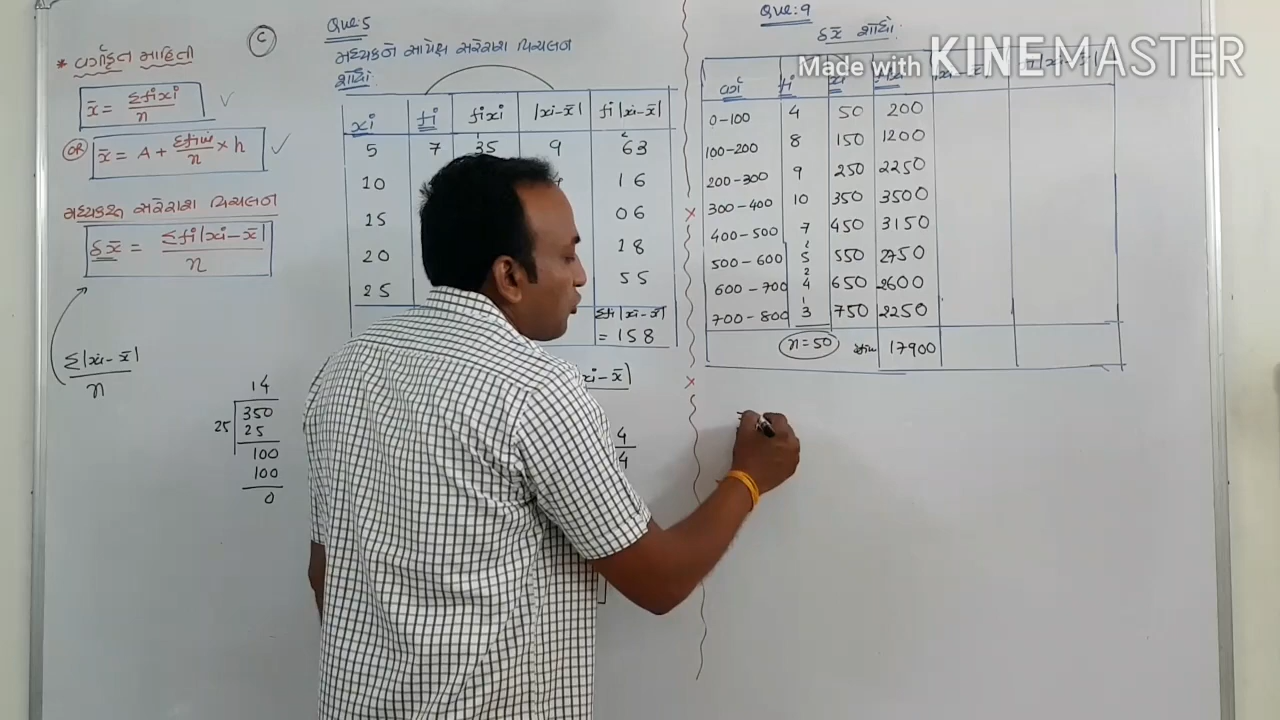 * વર્ગીકૃત માહિતી
x̄ = Σfixi / n ✓
OR x̄ = A + Σfiui / n × h ✓
મધ્યકસ્ત સરેરાશ વિચલન
δx̄ = Σfi|xi-x̄| / n
Σ|xi-x̄| / n
14
25 350
25
100
100
0
C
Que:5
મધ્યકને સાપેક્ષ સરેરાશ વિચલન
શોધો:
xi fi fixi |xi-x̄| fi|xi-x̄|
5 7 35 9 63
10 16
15 06
20 18
25 55
Σfi|xi-x̄|
= 158
xi-x̄|
4
4
Que:9
δx̄ શોધો:
Made with KINEMASTER
વર્ગ fi xi |xi-x̄|
0-100 4 50 200
100-200 8 150 1200
200-300 9 250 2250
300-400 10 350 3500
400-500 7 450 3150
500-600 5 550 2750
600-700 4 650 2600
700-800 3 750 2250
n=50 17900